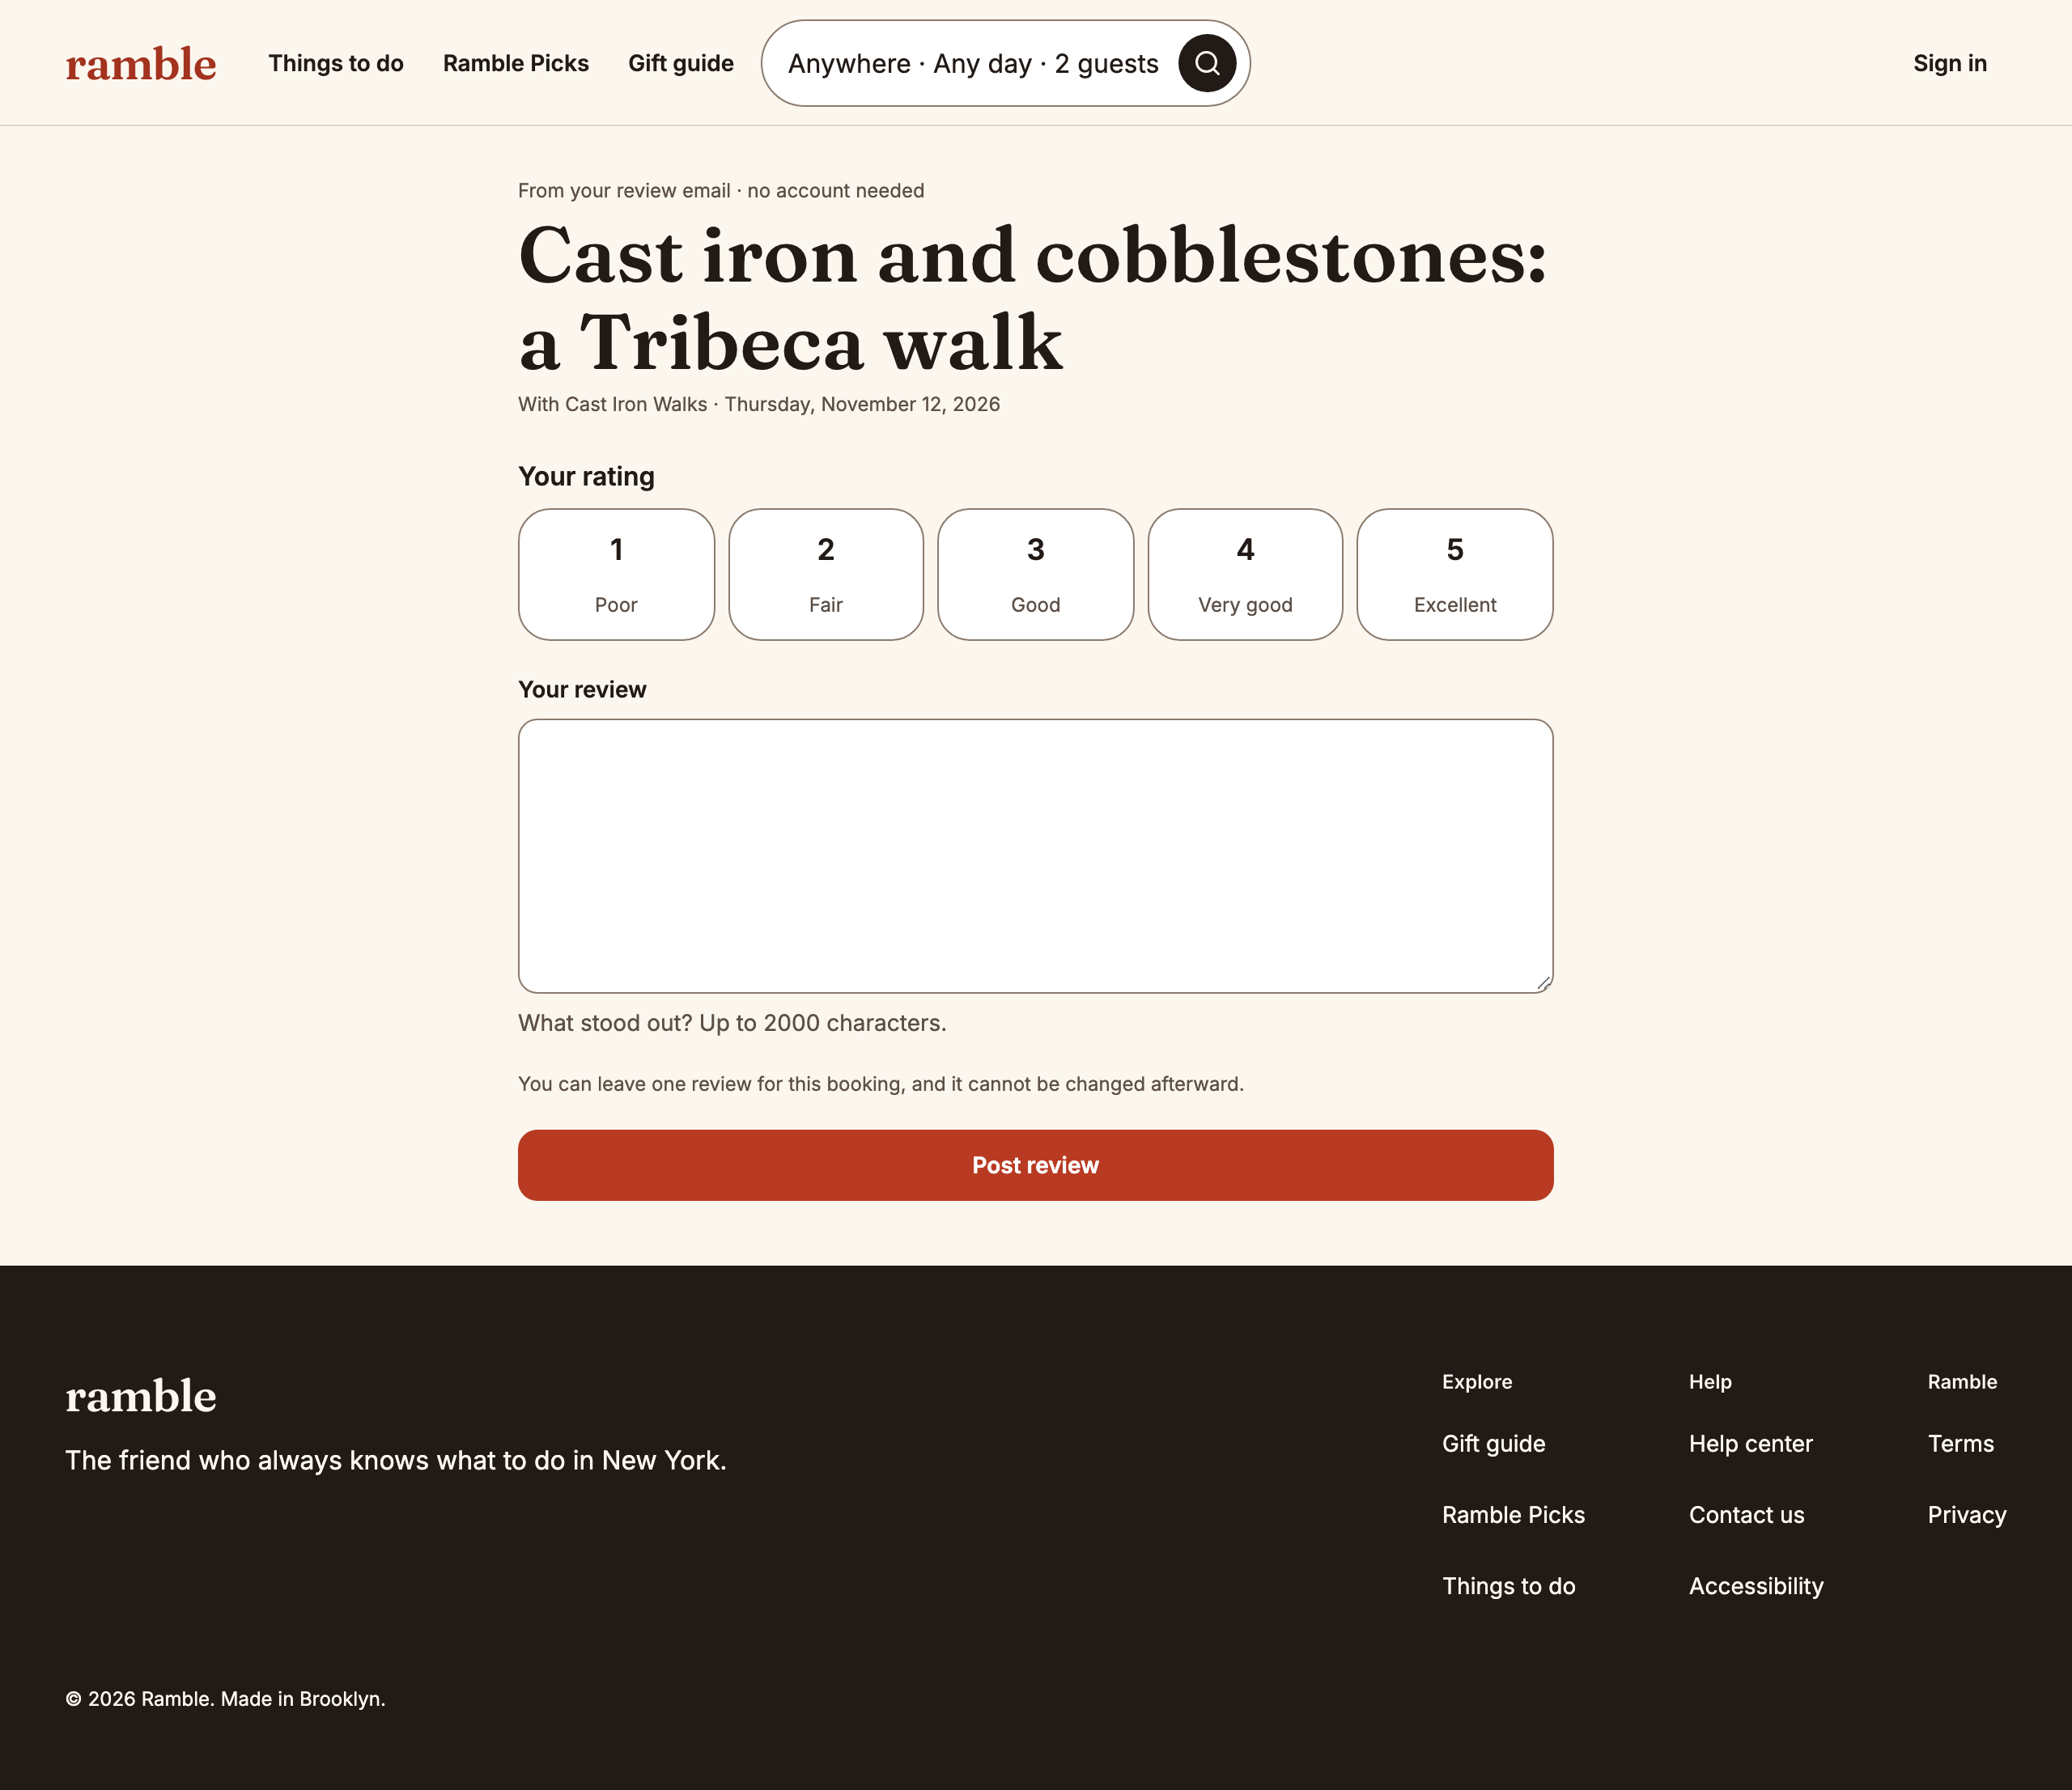 ramble
Things to do
Ramble Picks
Gift guide
Anywhere · Any day · 2 guests
Sign in
From your review email · no account needed
Cast iron and cobblestones:
a Tribeca walk
With Cast Iron Walks · Thursday, November 12, 2026
Your rating
1
Poor
2
Fair
3
Good
4
Very good
5
Excellent
Your review
What stood out? Up to 2000 characters.
You can leave one review for this booking, and it cannot be changed afterward.
Post review
ramble
The friend who always knows what to do in New York.
Explore
Gift guide
Ramble Picks
Things to do
Help
Help center
Contact us
Accessibility
Ramble
Terms
Privacy
© 2026 Ramble. Made in Brooklyn.